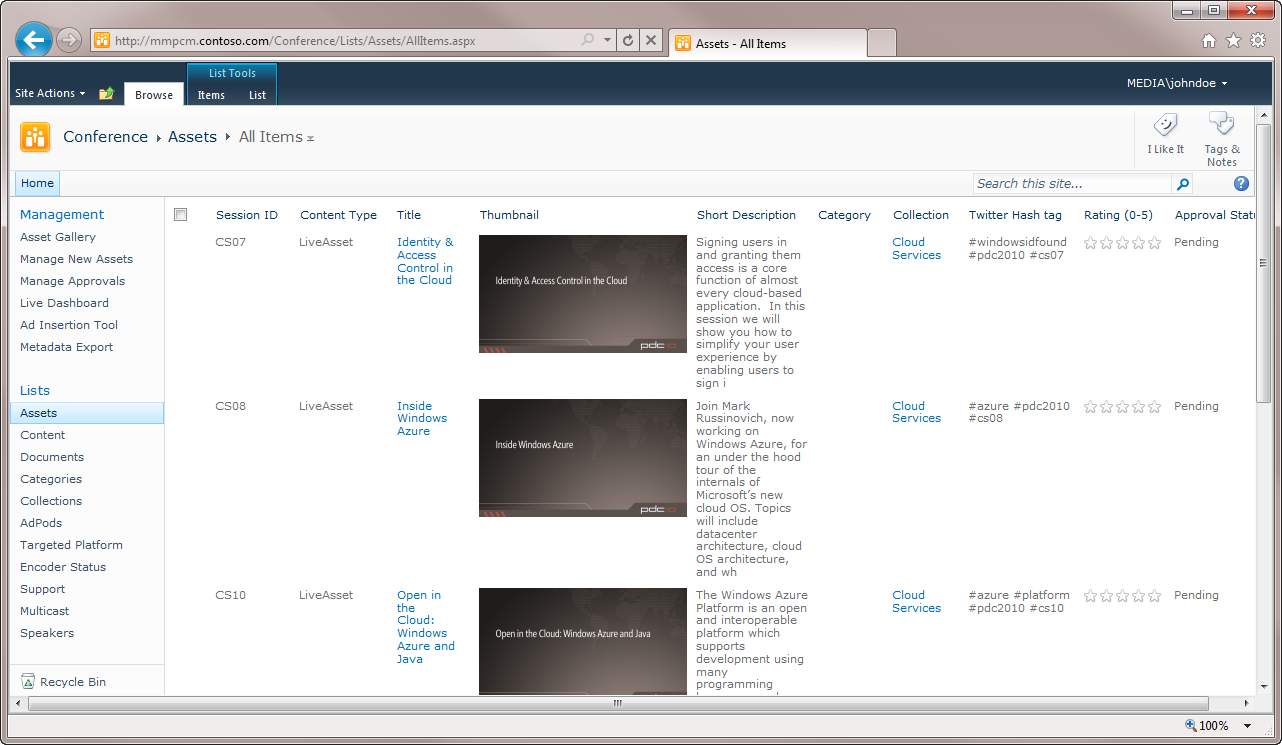 http://mmpcm.contoso.com/Conference/Lists/Assets/AllItems.aspx
Assets - All Items
List Tools
Site Actions
Browse
Items
List
MEDIA\johndoe
Conference
Assets
All Items
I Like It
Tags &
Notes
Home
Search this site...
Management
Asset Gallery
Manage New Assets
Manage Approvals
Live Dashboard
Ad Insertion Tool
Metadata Export
Lists
Assets
Content
Documents
Categories
Collections
AdPods
Targeted Platform
Encoder Status
Support
Multicast
Speakers
Recycle Bin
Session ID
Content Type
Title
Thumbnail
Short Description
Category
Collection
Twitter Hash tag
Rating (0-5)
Approval Statu
CS07
LiveAsset
Identity &
Access
Control in
the Cloud
Identity & Access Control in the Cloud
pdc10
Signing users in
and granting them
access is a core
function of almost
every cloud-based
application.  In this
session we will
show you how to
simplify your user
experience by
enabling users to
sign i
Cloud
Services
#windowsidfound
#pdc2010 #cs07
Pending
CS08
LiveAsset
Inside
Windows
Azure
Inside Windows Azure
pdc10
Join Mark
Russinovich, now
working on
Windows Azure, for
an under the hood
tour of the
internals of
Microsoft's new
cloud OS. Topics
will include
datacenter
architecture, cloud
OS architecture,
and wh
Cloud
Services
#azure #pdc2010
#cs08
Pending
CS10
LiveAsset
Open in
the
Cloud:
Windows
Azure and
Java
Open in the Cloud: Windows Azure and Java
The Windows Azure
Platform is an open
and interoperable
platform which
supports
development using
many
programming
Cloud
Services
#azure #platform
#pdc2010 #cs10
Pending
100%